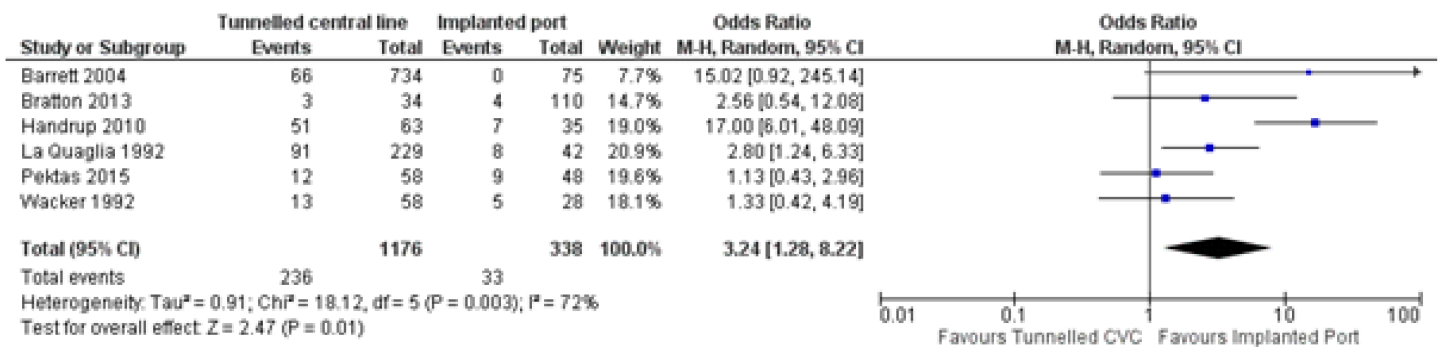 Tunnelled central line Implanted port Odds Ratio Odds Ratio
Study or Subgroup Events Total Events Total Weight M-H, Random, 95% CI M-H, Random, 95% CI
Barrett 2004 66 734 0 75 7.7% 15.02 [0.92, 245.14]
Bratton 2013 3 34 4 110 14.7% 2.56 [0.54, 12.08]
Handrup 2010 51 63 7 35 19.0% 17.00 [6.01, 48.09]
La Quaglia 1992 91 229 8 42 20.9% 2.80 [1.24, 6.33]
Pektas 2015 12 58 9 48 19.6% 1.13 [0.43, 2.96]
Wacker 1992 13 58 5 28 18.1% 1.33 [0.42, 4.19]
Total (95% CI) 1176 338 100.0% 3.24 [1.28, 8.22]
Total events 236 33
Heterogeneity: Tau² = 0.91; Chi² = 18.12, df = 5 (P = 0.003); I² = 72%
Test for overall effect: Z = 2.47 (P = 0.01)
0.01 0.1 1 10 100
Favours Tunnelled CVC Favours Implanted Port